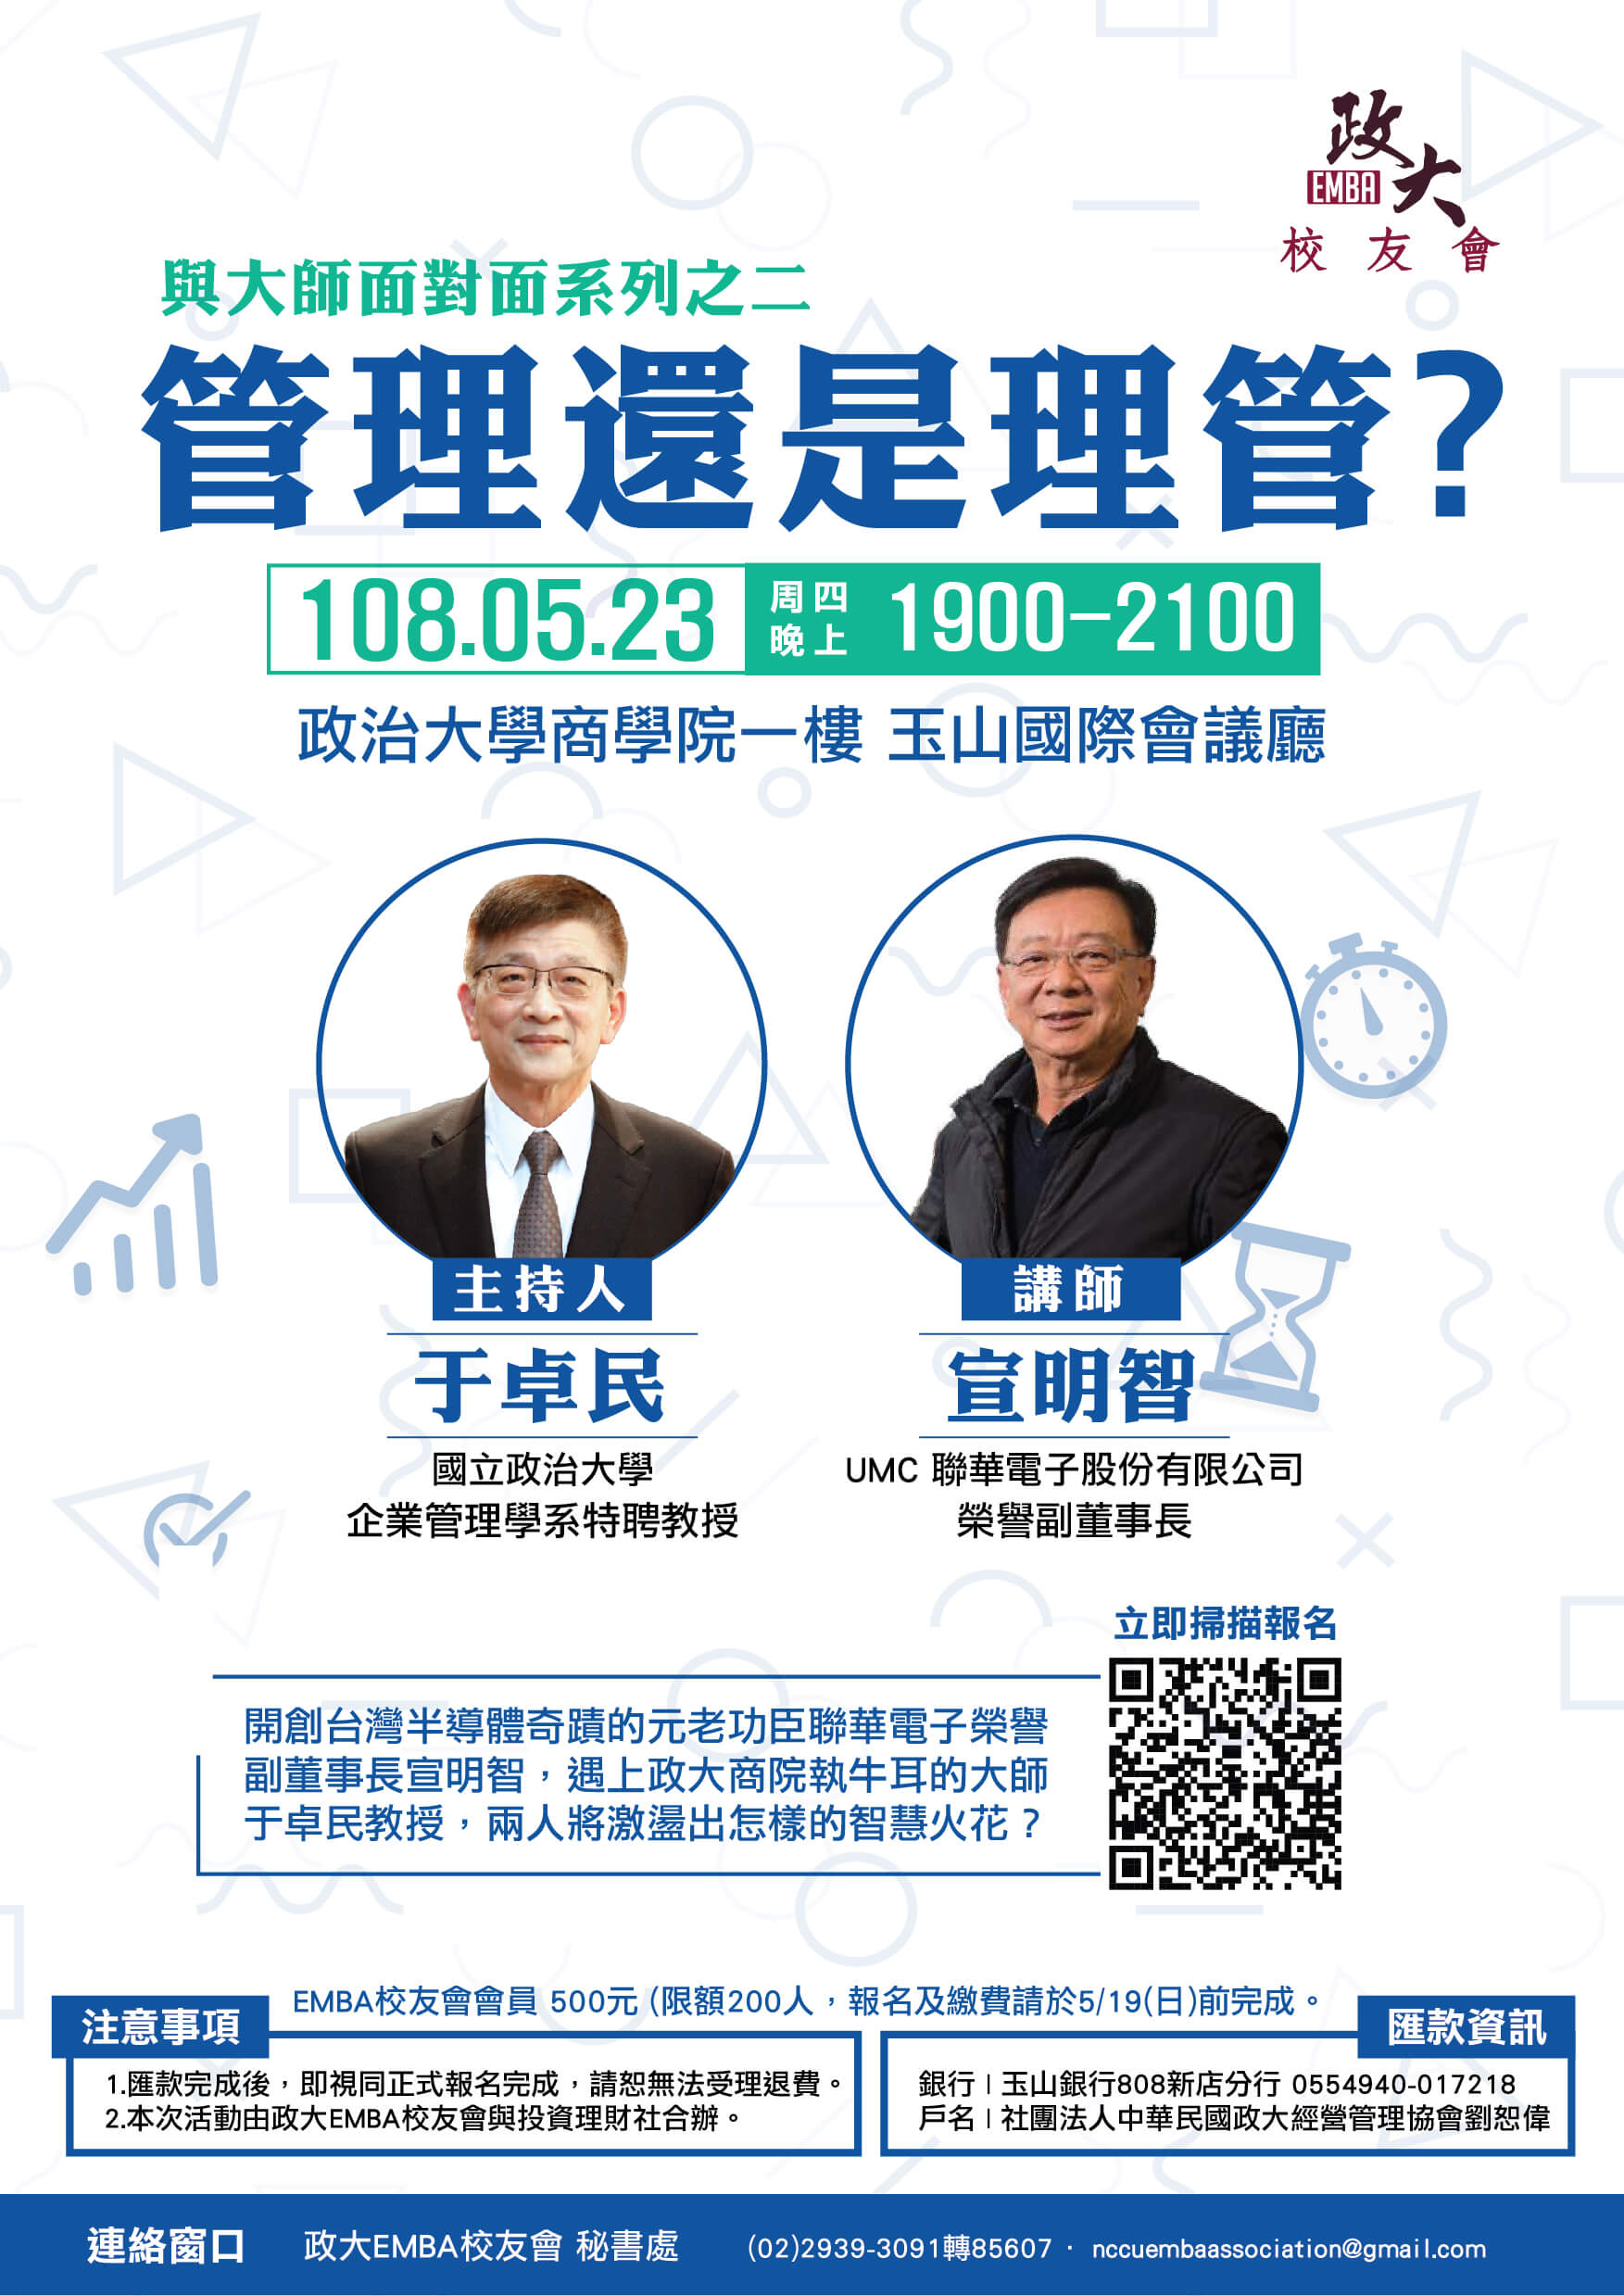 政大
EMBA
校友會
與大師面對面系列之二
管理還是理管?
108.05.23 周四晚上 1900-2100
政治大學商學院一樓 玉山國際會議廳
主持人
于卓民
國立政治大學
企業管理學系特聘教授
講師
宣明智
UMC 聯華電子股份有限公司
榮譽副董事長
立即掃描報名
開創台灣半導體奇蹟的元老功臣聯華電子榮譽
副董事長宣明智，遇上政大商院執牛耳的大師
于卓民教授，兩人將激盪出怎樣的智慧火花？
EMBA校友會會員 500元 (限額200人，報名及繳費請於5/19(日)前完成。
注意事項
1.匯款完成後，即視同正式報名完成，請恕無法受理退費。
2.本次活動由政大EMBA校友會與投資理財社合辦。
匯款資訊
銀行 | 玉山銀行808新店分行 0554940-017218
戶名 | 社團法人中華民國政大經營管理協會劉恕偉
連絡窗口 政大EMBA校友會 秘書處 (02)2939-3091轉85607 · nccuembaassociation@gmail.com